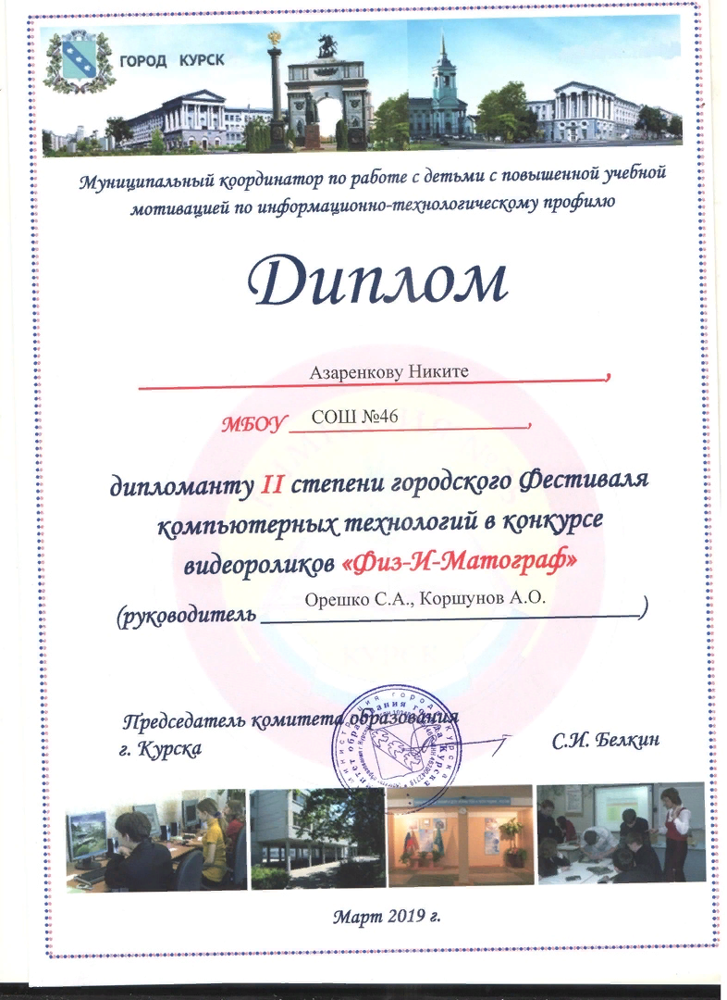 ГОРОД КУРСК
Муниципальный координатор по работе с детьми с повышенной учебной
мотивацией по информационно-технологическому профилю
Диплом
Азаренкову Никите,
МБОУ СОШ №46,
дипломанту II степени городского Фестиваля
компьютерных технологий в конкурсе
видеороликов «Физ-И-Матограф»
(руководитель Орешко С.А., Коршунов А.О.)
Председатель комитета образования
г. Курска
С.И. Белкин
Март 2019 г.